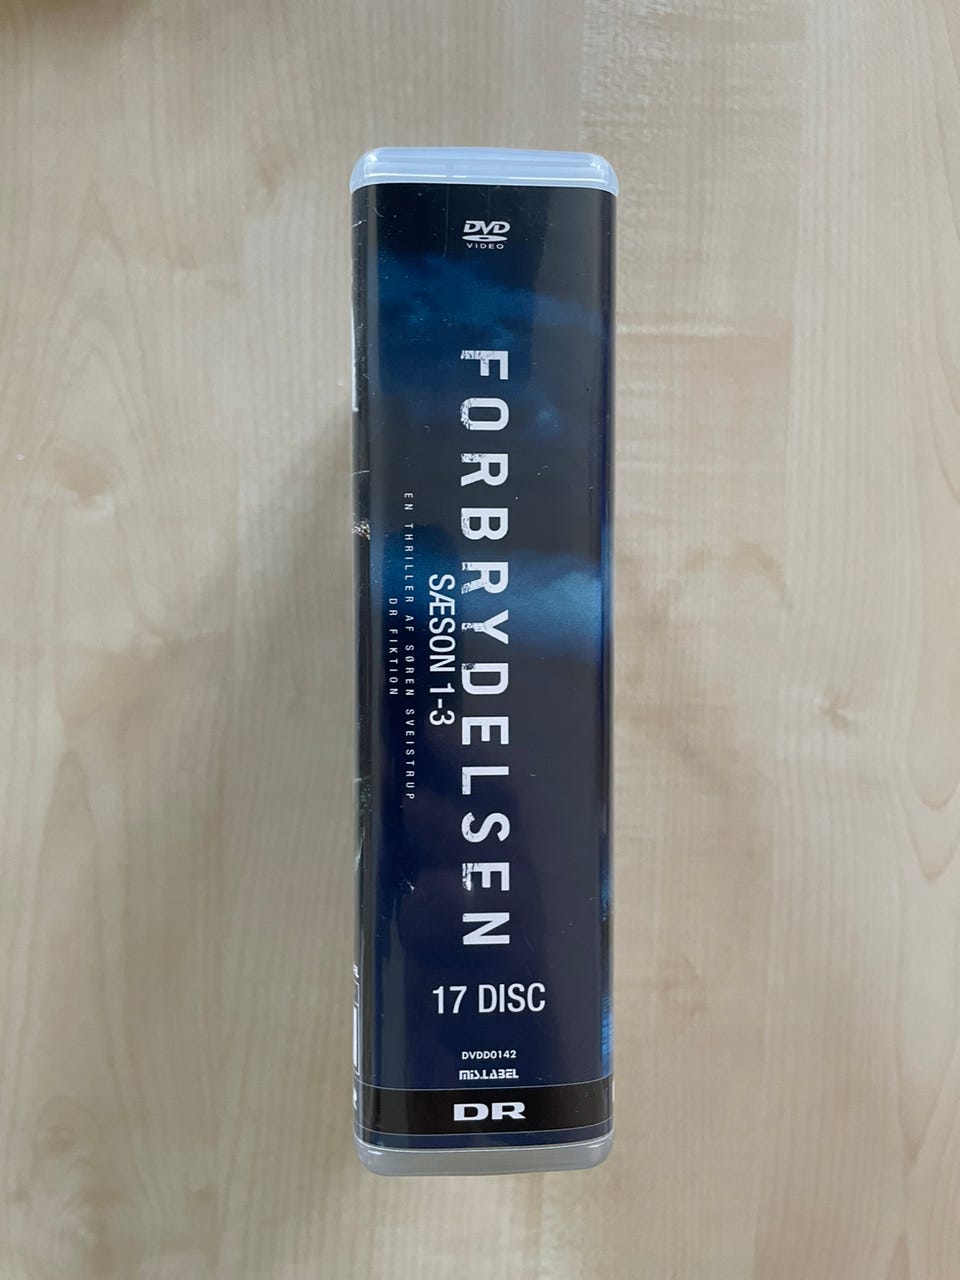 DVD
VIDEO
FORBRYDELSEN
SÆSON 1-3
EN THRILLER AF SØREN SVEISTRUP
DR FIKTION
17 DISC
DVDD0142
MiS.LABEL
DR